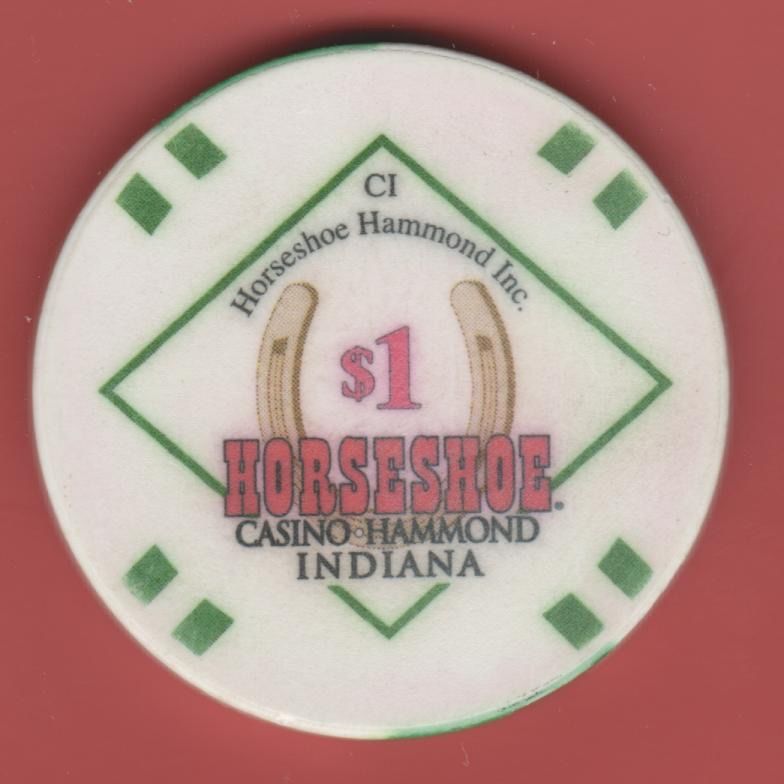 CI
Horseshoe Hammond Inc.
$1
HORSESHOE.
CASINO◦HAMMOND
INDIANA